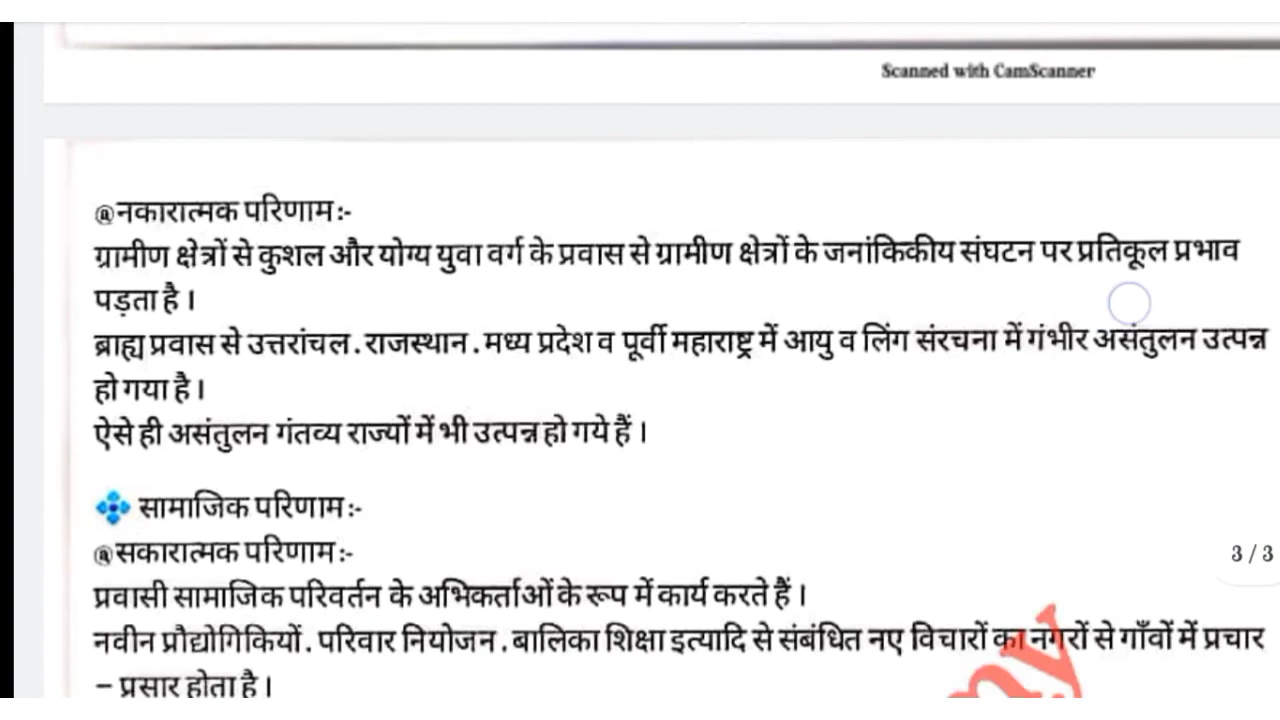 Scanned with CamScanner
@नकारात्मक परिणाम:-
ग्रामीण क्षेत्रों से कुशल और योग्य युवा वर्ग के प्रवास से ग्रामीण क्षेत्रों के जनांकिकीय संघटन पर प्रतिकूल प्रभाव
पड़ता है ।
ब्राह्य प्रवास से उत्तरांचल . राजस्थान . मध्य प्रदेश व पूर्वी महाराष्ट्र में आयु व लिंग संरचना में गंभीर असंतुलन उत्पन्न
हो गया है ।
ऐसे ही असंतुलन गंतव्य राज्यों में भी उत्पन्न हो गये हैं ।
सामाजिक परिणाम:-
@सकारात्मक परिणाम:-
3 / 3
प्रवासी सामाजिक परिवर्तन के अभिकर्ताओं के रूप में कार्य करते हैं ।
नवीन प्रौद्योगिकियों . परिवार नियोजन . बालिका शिक्षा इत्यादि से संबंधित नए विचारों का नगरों से गाँवों में प्रचार
– प्रसार होता है ।